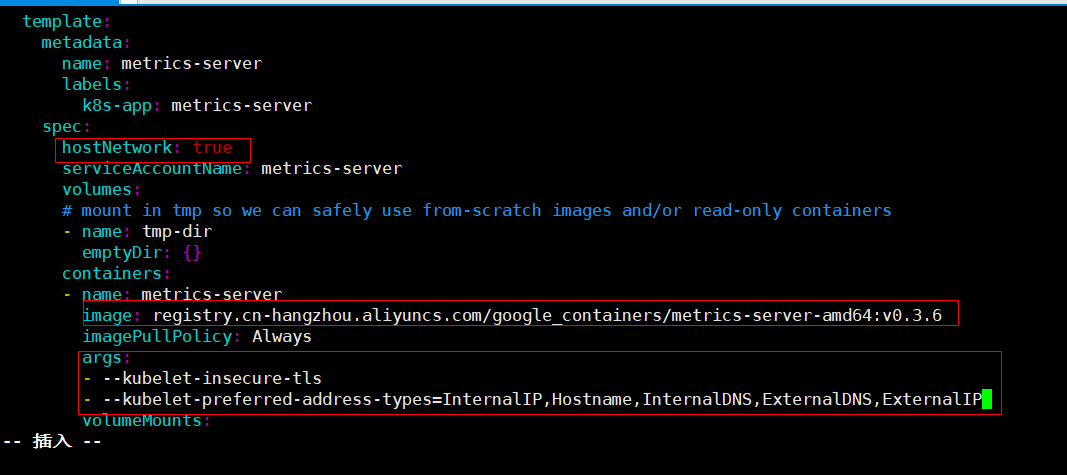 template:
  metadata:
    name: metrics-server
    labels:
      k8s-app: metrics-server
  spec:
    hostNetwork: true
    serviceAccountName: metrics-server
    volumes:
    # mount in tmp so we can safely use from-scratch images and/or read-only containers
    - name: tmp-dir
      emptyDir: {}
    containers:
    - name: metrics-server
      image: registry.cn-hangzhou.aliyuncs.com/google_containers/metrics-server-amd64:v0.3.6
      imagePullPolicy: Always
      args:
      - --kubelet-insecure-tls
      - --kubelet-preferred-address-types=InternalIP,Hostname,InternalDNS,ExternalDNS,ExternalIP
      volumeMounts:
-- 插入 --